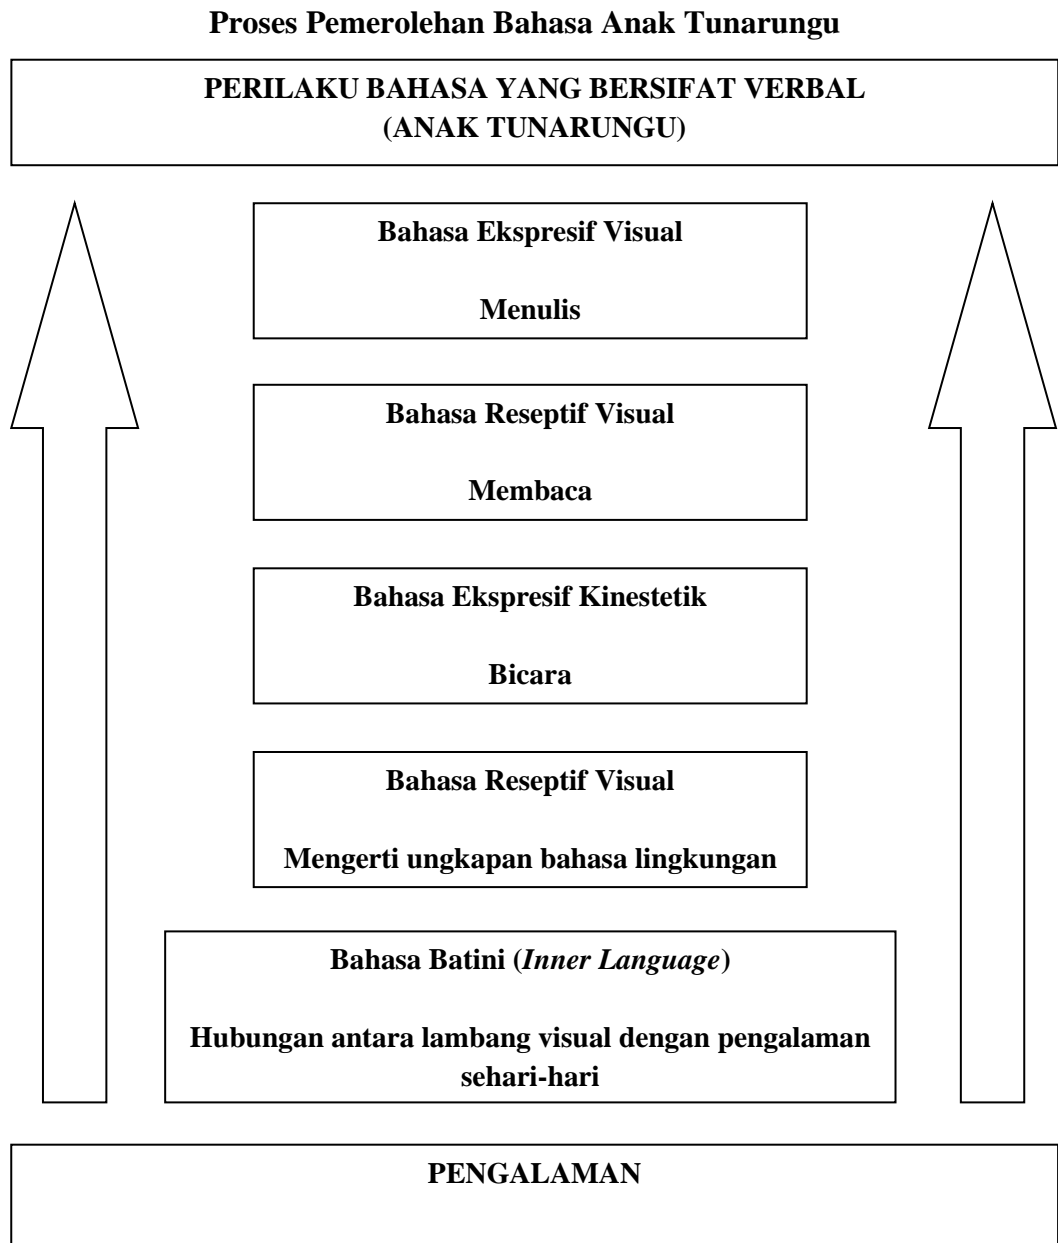 Proses Pemerolehan Bahasa Anak Tunarungu
PERILAKU BAHASA YANG BERSIFAT VERBAL
(ANAK TUNARUNGU)
Bahasa Ekspresif Visual
Menulis
Bahasa Reseptif Visual
Membaca
Bahasa Ekspresif Kinestetik
Bicara
Bahasa Reseptif Visual
Mengerti ungkapan bahasa lingkungan
Bahasa Batini (Inner Language)
Hubungan antara lambang visual dengan pengalaman
sehari-hari
PENGALAMAN